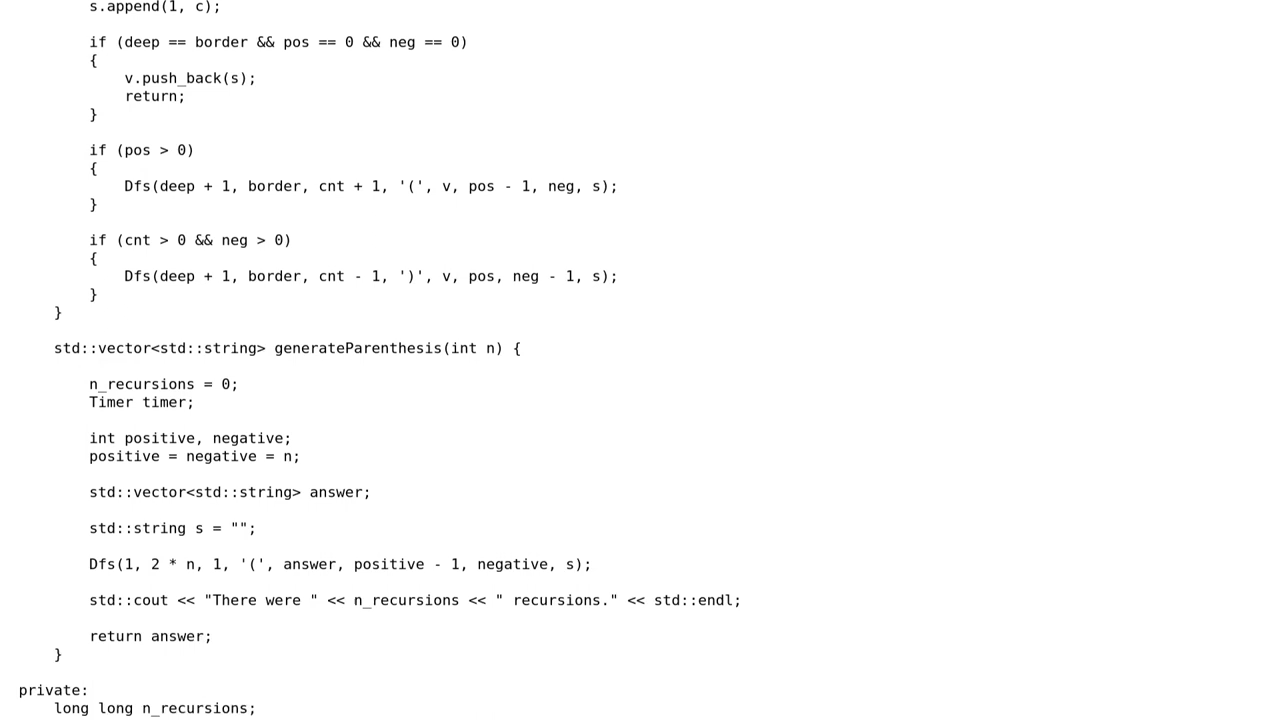 s.append(1, c);
if (deep == border && pos == 0 && neg == 0)
{
v.push_back(s);
return;
}
if (pos > 0)
{
Dfs(deep + 1, border, cnt + 1, '(', v, pos - 1, neg, s);
}
if (cnt > 0 && neg > 0)
{
Dfs(deep + 1, border, cnt - 1, ')', v, pos, neg - 1, s);
}
}
std::vector<std::string> generateParenthesis(int n) {
n_recursions = 0;
Timer timer;
int positive, negative;
positive = negative = n;
std::vector<std::string> answer;
std::string s = "";
Dfs(1, 2 * n, 1, '(', answer, positive - 1, negative, s);
std::cout << "There were " << n_recursions << " recursions." << std::endl;
return answer;
}
private:
long long n_recursions;